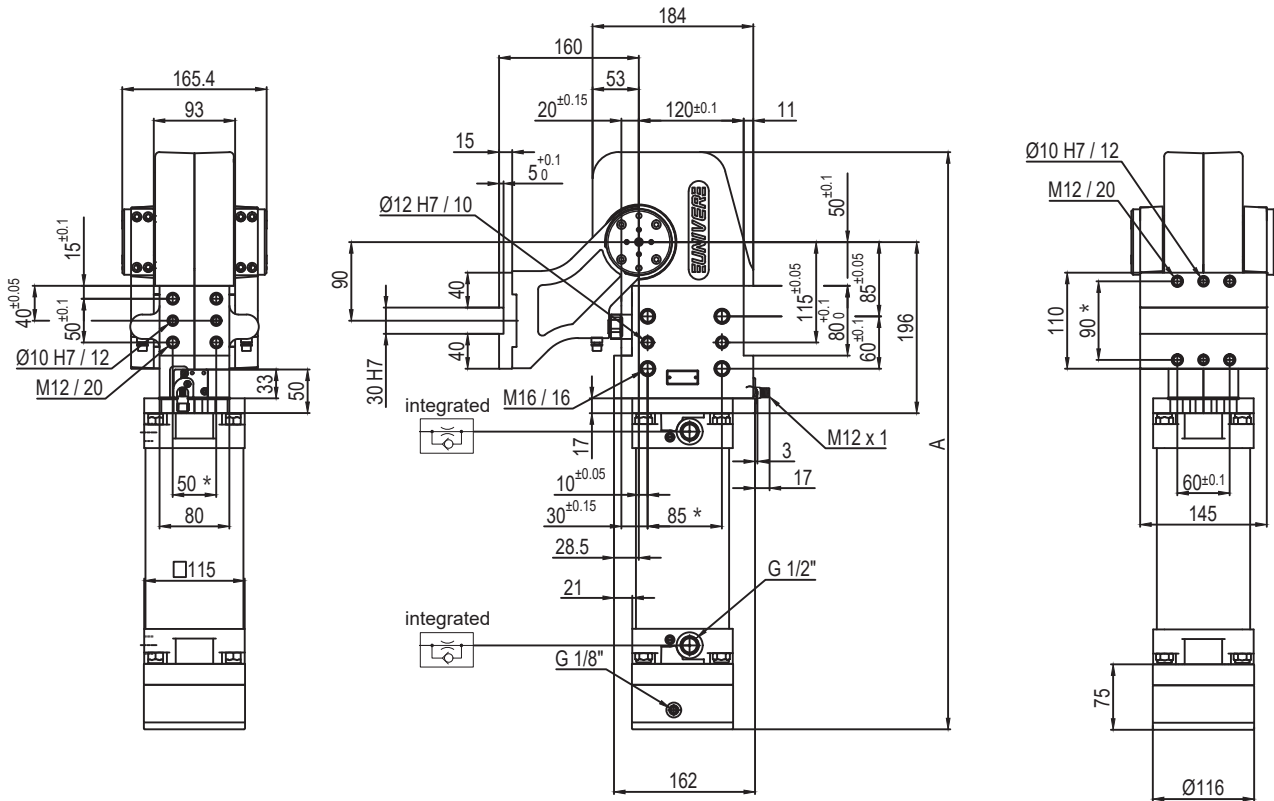 165.4
93
15±0.1
40±0.05
50±0.1
Ø10 H7 / 12
M12 / 20
33
50
50 *
80
□115
184
160
53
20±0.15
120±0.1
11
15
5 +0.1 0
Ø12 H7 / 10
UNIVER
50±0.1
90
40
30 H7
40
115±0.05
80 +0.1 0
85±0.05
60±0.1
196
A
M16 / 16
integrated
17
M12 x 1
3
17
10±0.05
30±0.15
85 *
28.5
21
G 1/2"
integrated
G 1/8"
162
Ø10 H7 / 12
M12 / 20
110
90 *
60±0.1
145
75
Ø116